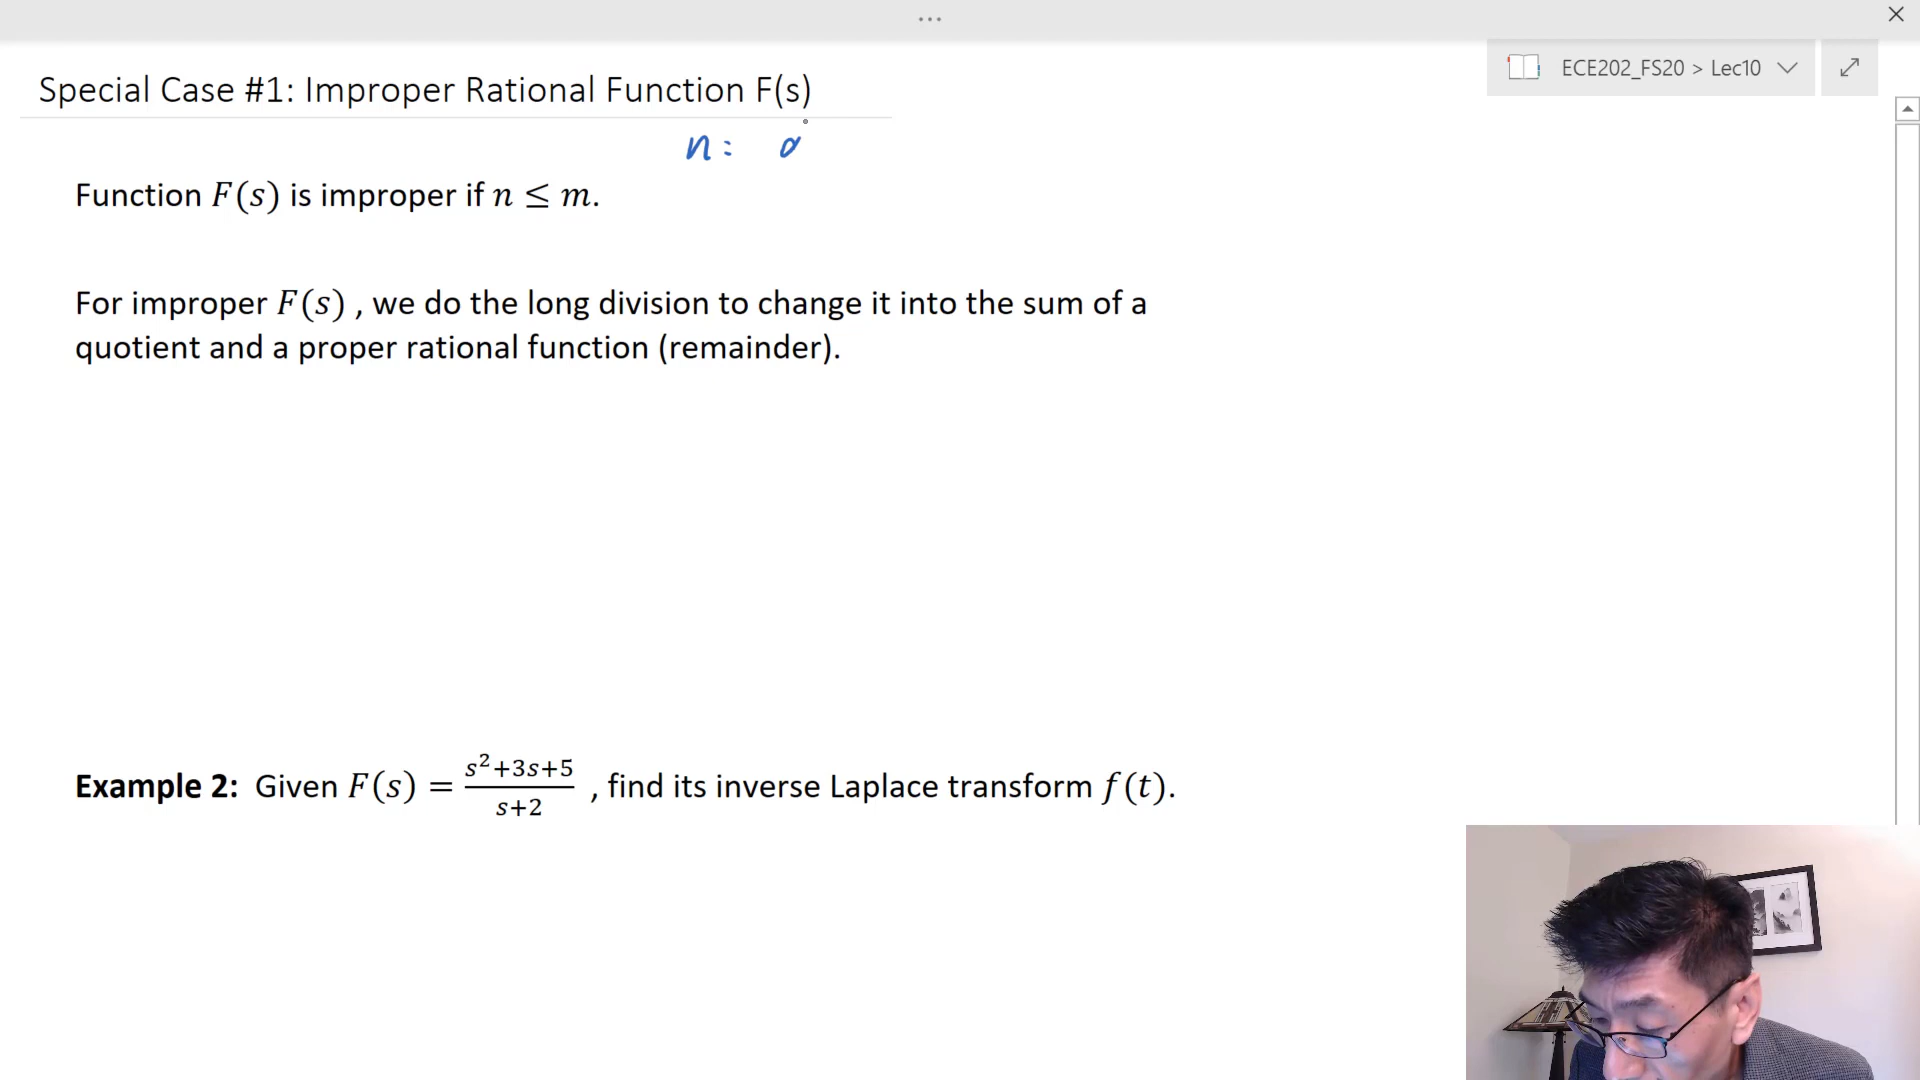 ECE202_FS20 > Lec10
Special Case #1: Improper Rational Function F(s)
n :
Function F(s) is improper if n ≤ m.
For improper F(s) , we do the long division to change it into the sum of a
quotient and a proper rational function (remainder).
Example 2: Given F(s) = \frac{s^2+3s+5}{s+2} , find its inverse Laplace transform f(t).